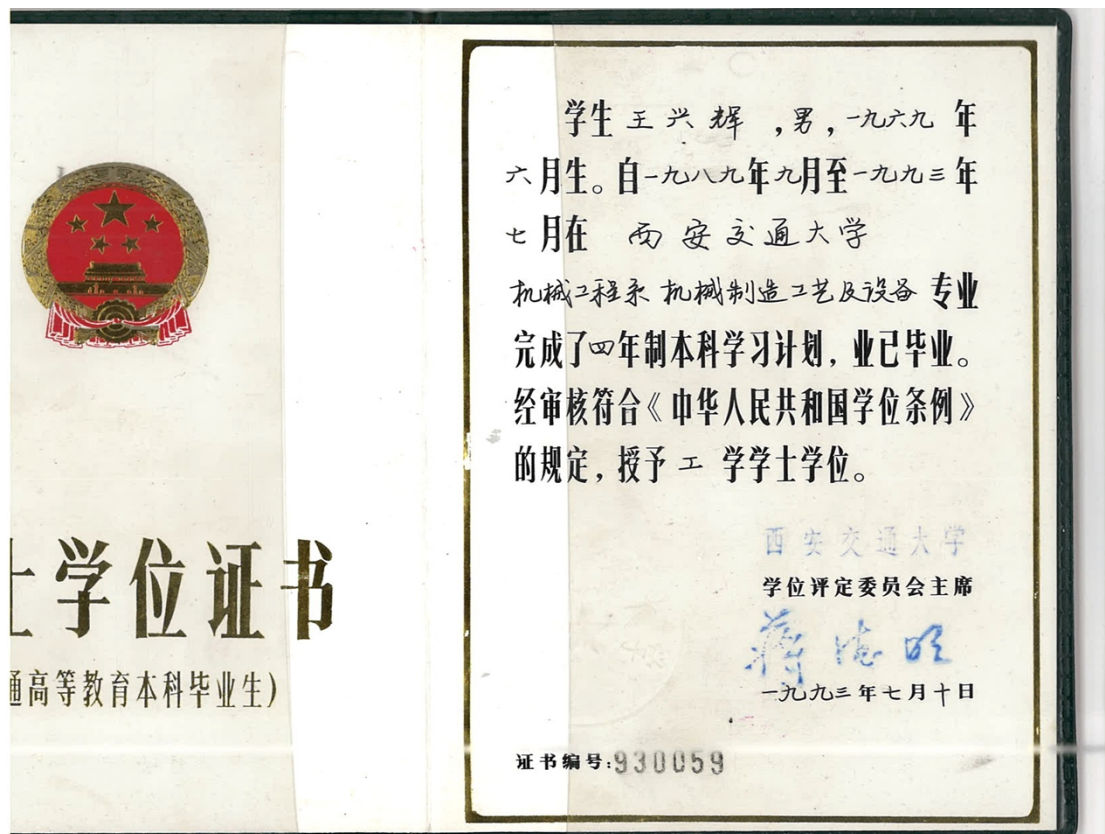 士学位证书
通高等教育本科毕业生)
学生 王兴辉 ,男,一九六九 年
六月生。自一九八九年九月至一九九三年
七月在 西安交通大学
机械工程系 机械制造工艺及设备 专业
完成了四年制本科学习计划,业已毕业。
经审核符合《中华人民共和国学位条例》
的规定,授予 工 学学士学位。
西安交通大学
学位评定委员会主席
蒋德明
一九九三年七月十日
证书编号:930059